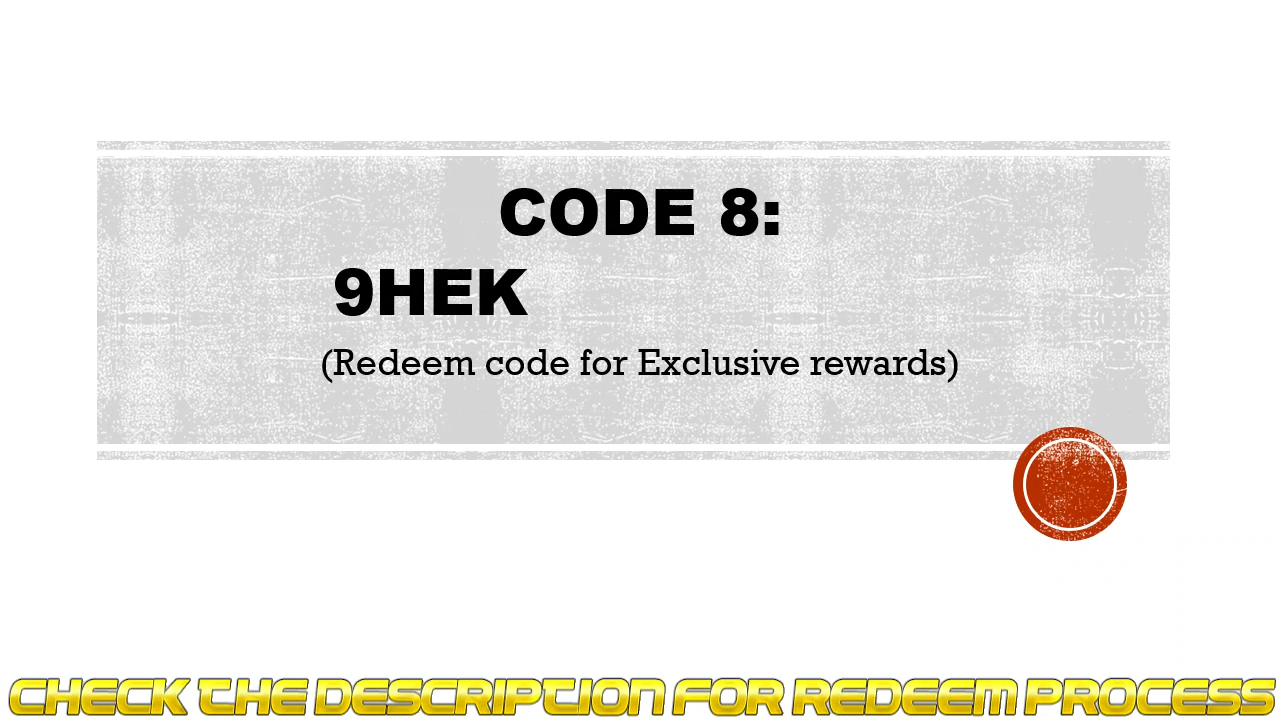 CODE 8:
9HEK
(Redeem code for Exclusive rewards)
CHECK THE DESCRIPTION FOR REDEEM PROCESS